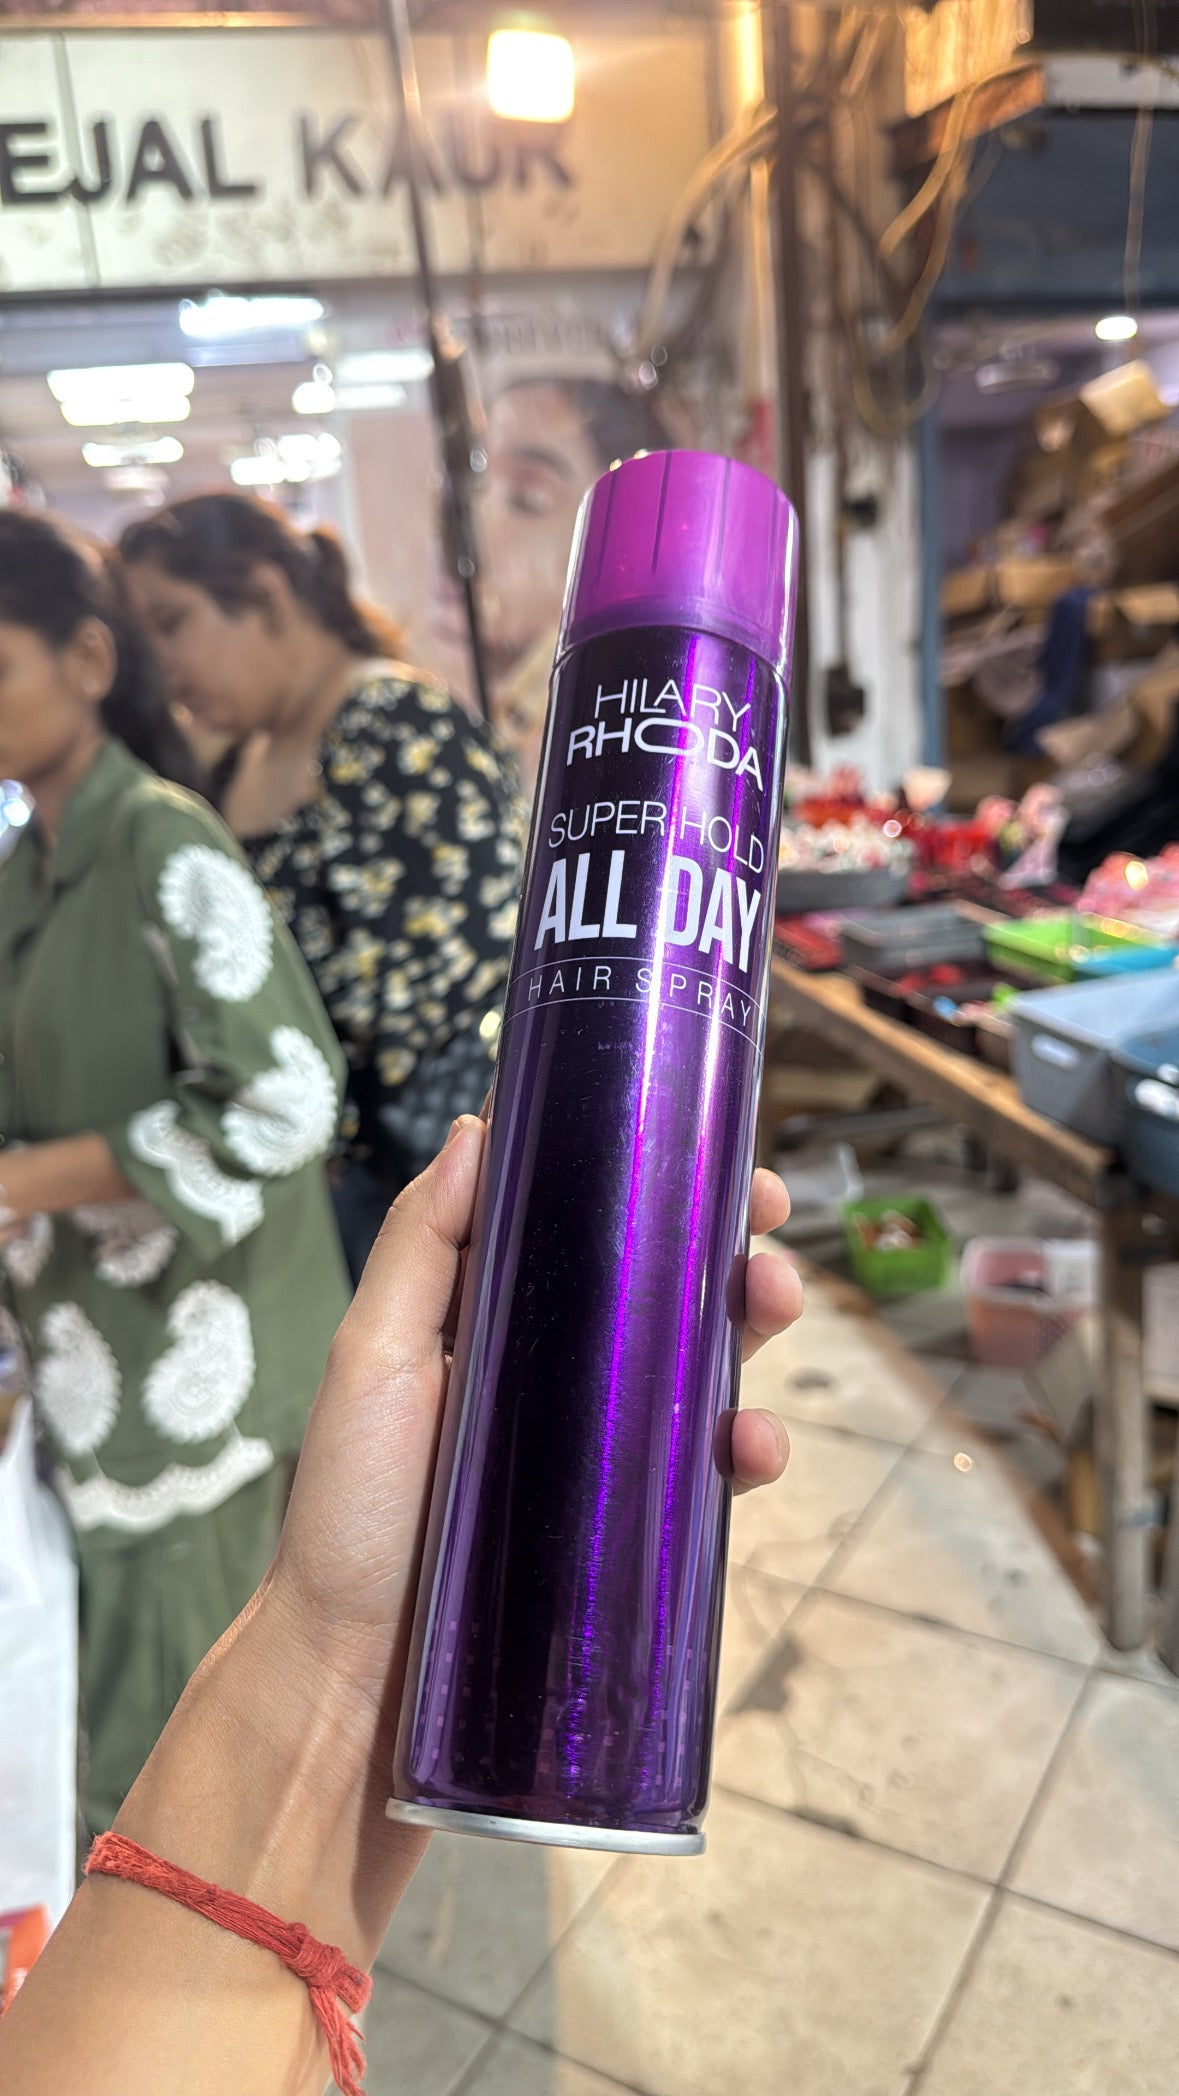 EJAL KAUR
HILARY
RHODA
SUPER HOLD
ALL DAY
HAIR SPRAY